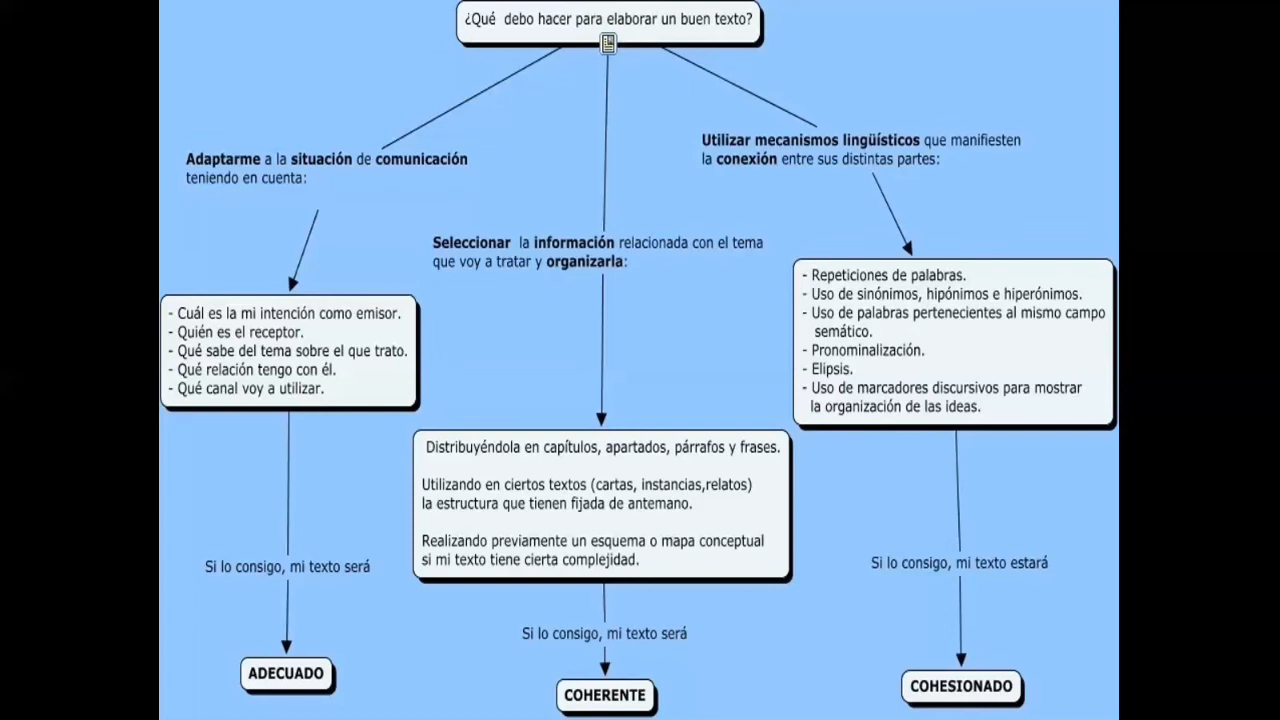 ¿Qué debo hacer para elaborar un buen texto?
Adaptarme a la situación de comunicación
teniendo en cuenta:
- Cuál es la mi intención como emisor.
- Quién es el receptor.
- Qué sabe del tema sobre el que trato.
- Qué relación tengo con él.
- Qué canal voy a utilizar.
Si lo consigo, mi texto será
ADECUADO
Seleccionar la información relacionada con el tema
que voy a tratar y organizarla:
Distribuyéndola en capítulos, apartados, párrafos y frases.
Utilizando en ciertos textos (cartas, instancias,relatos)
la estructura que tienen fijada de antemano.
Realizando previamente un esquema o mapa conceptual
si mi texto tiene cierta complejidad.
Si lo consigo, mi texto será
COHERENTE
Utilizar mecanismos lingüísticos que manifiesten
la conexión entre sus distintas partes:
- Repeticiones de palabras.
- Uso de sinónimos, hipónimos e hiperónimos.
- Uso de palabras pertenecientes al mismo campo
semático.
- Pronominalización.
- Elipsis.
- Uso de marcadores discursivos para mostrar
la organización de las ideas.
Si lo consigo, mi texto estará
COHESIONADO